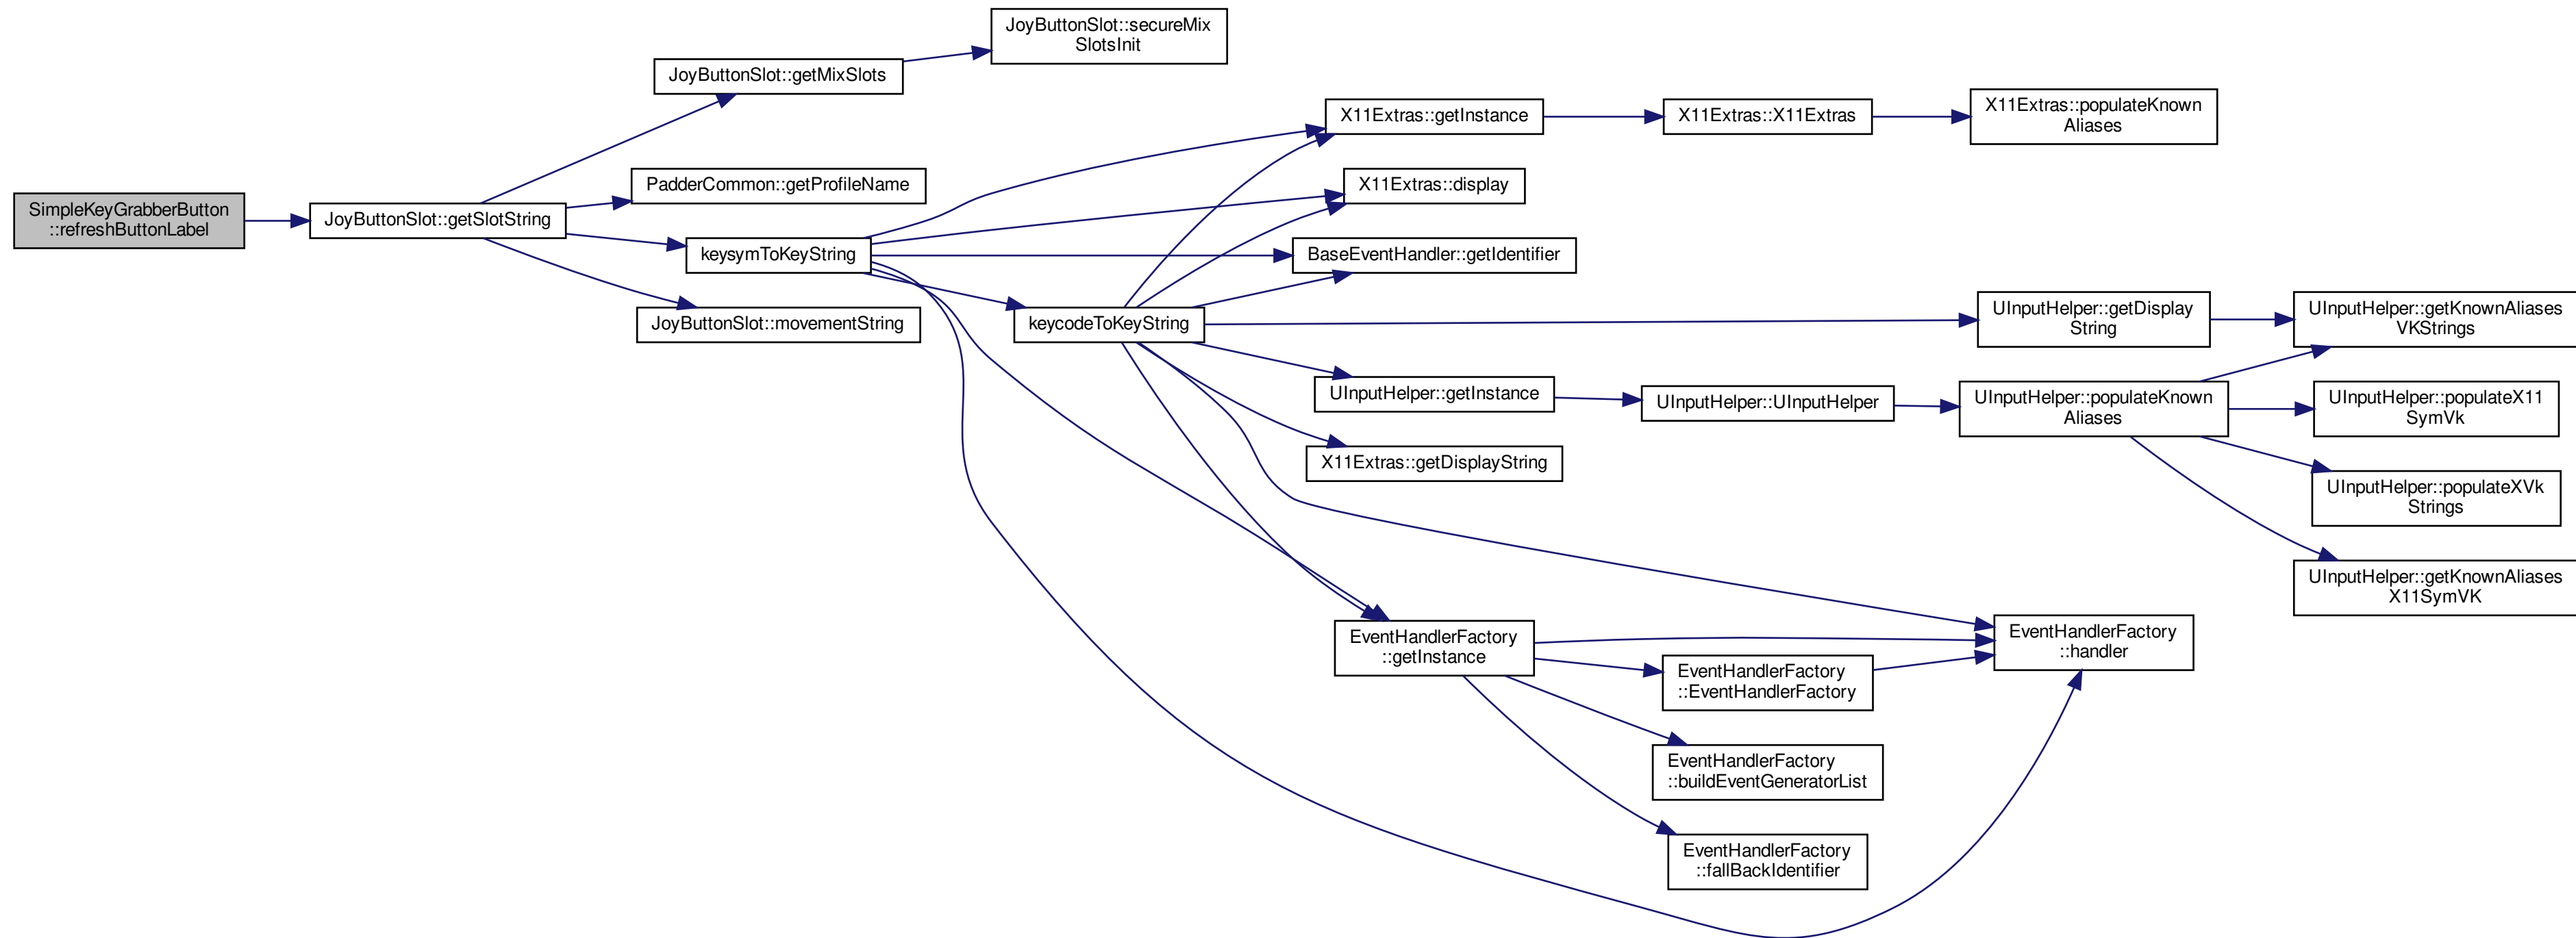 JoyButtonSlot::secureMix
SlotsInit
JoyButtonSlot::getMixSlots
X11Extras::getInstance
X11Extras::X11Extras
X11Extras::populateKnown
Aliases
PadderCommon::getProfileName
X11Extras::display
SimpleKeyGrabberButton
::refreshButtonLabel
JoyButtonSlot::getSlotString
keysymToKeyString
BaseEventHandler::getIdentifier
JoyButtonSlot::movementString
keycodeToKeyString
UInputHelper::getDisplay
String
UInputHelper::getKnownAliases
VKStrings
UInputHelper::getInstance
UInputHelper::UInputHelper
UInputHelper::populateKnown
Aliases
UInputHelper::populateX11
SymVk
X11Extras::getDisplayString
UInputHelper::populateXVk
Strings
UInputHelper::getKnownAliases
X11SymVK
EventHandlerFactory
::getInstance
EventHandlerFactory
::handler
EventHandlerFactory
::EventHandlerFactory
EventHandlerFactory
::buildEventGeneratorList
EventHandlerFactory
::fallBackIdentifier